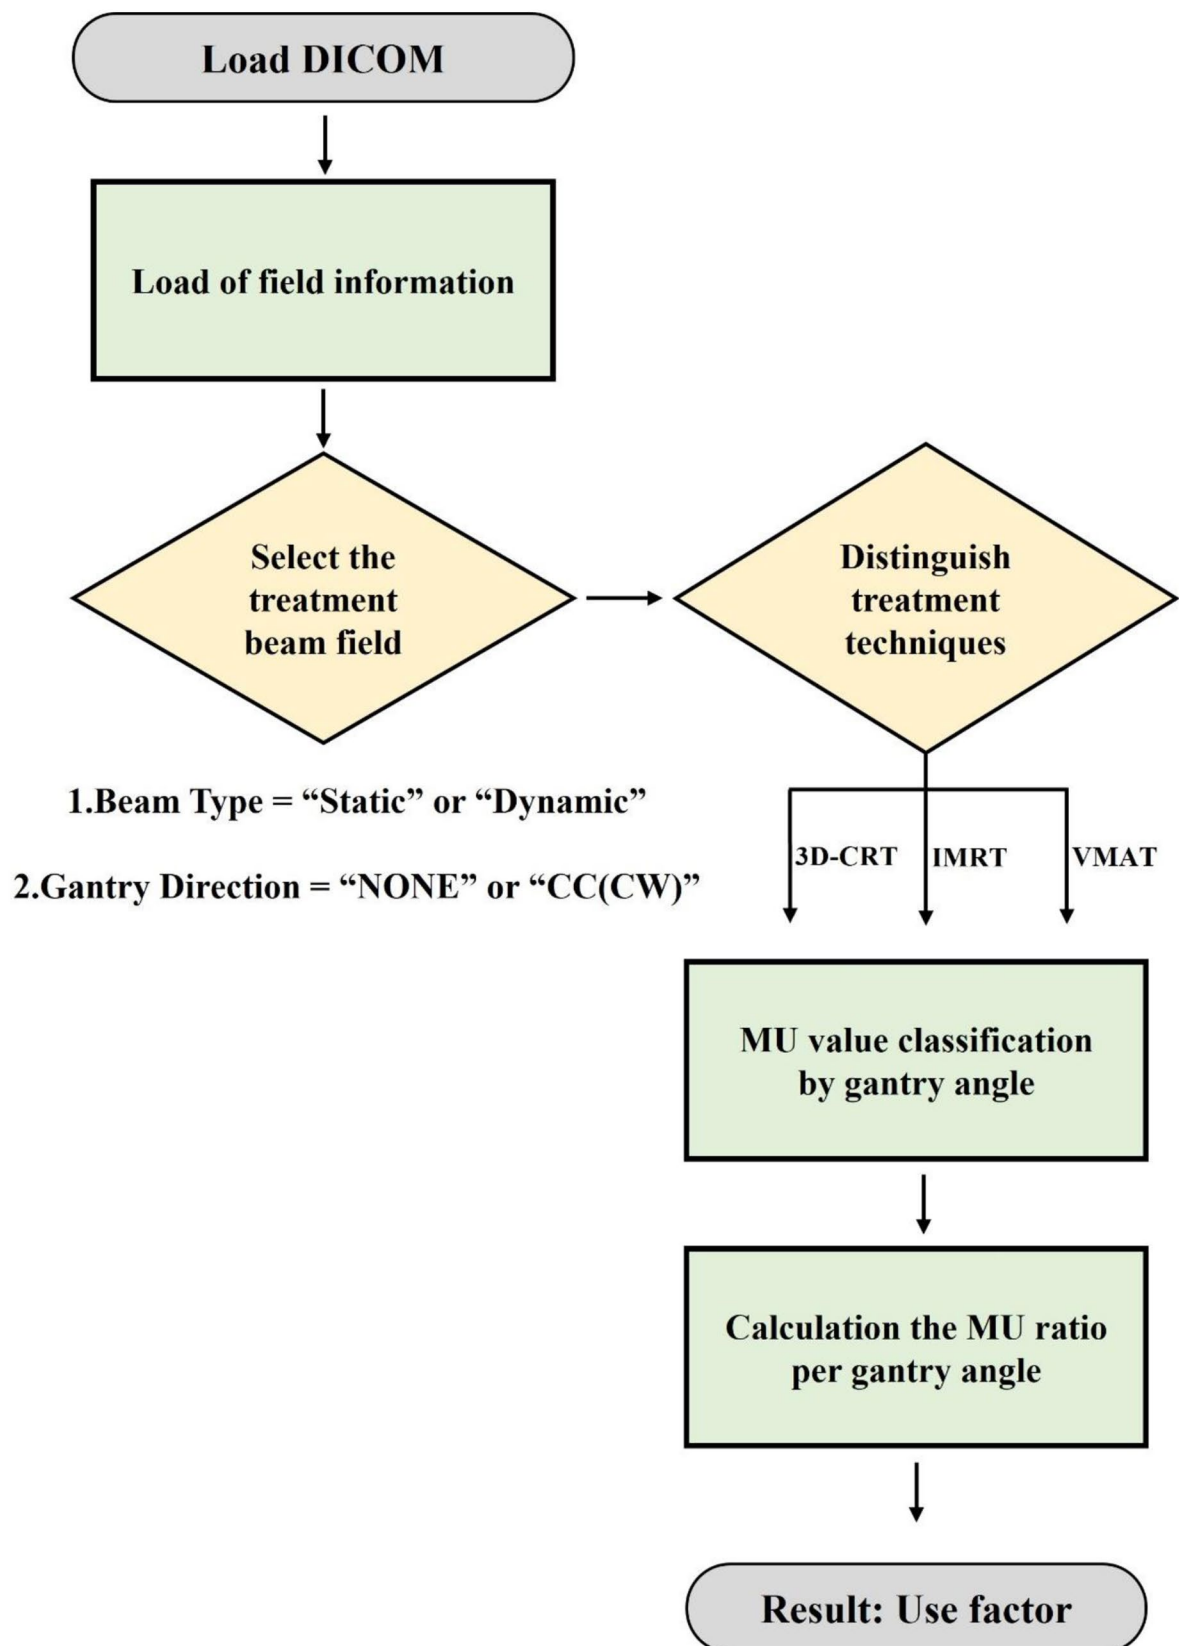 Load DICOM
Load of field information
Select the
treatment
beam field
1.Beam Type = “Static” or “Dynamic”
2.Gantry Direction = “NONE” or “CC(CW)”
Distinguish
treatment
techniques
3D-CRT
IMRT
VMAT
MU value classification
by gantry angle
Calculation the MU ratio
per gantry angle
Result: Use factor